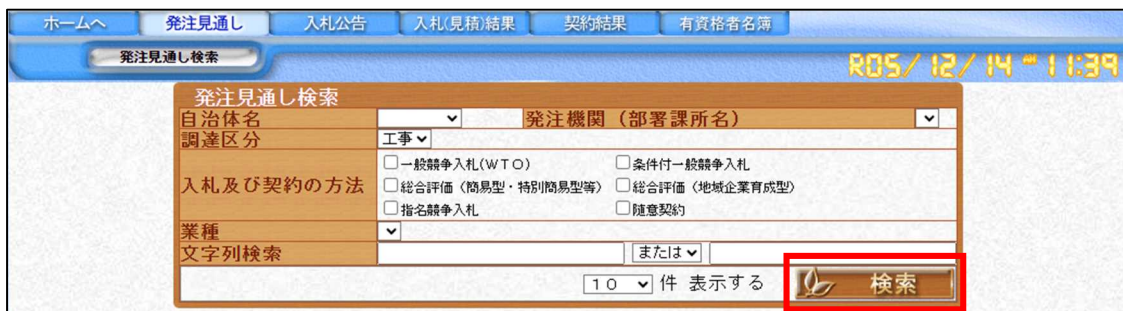 ホームへ 発注見通し 入札公告 入札(見積)結果 契約結果 有資格者名簿
発注見通し検索
R05/12/14 AM 11:39
発注見通し検索
自治体名 発注機関（部署課所名）
調達区分 工事
入札及び契約の方法
一般競争入札(WTO) 条件付一般競争入札
総合評価（簡易型・特別簡易型等） 総合評価（地域企業育成型）
指名競争入札 随意契約
業種
文字列検索 または
10 件 表示する 検索